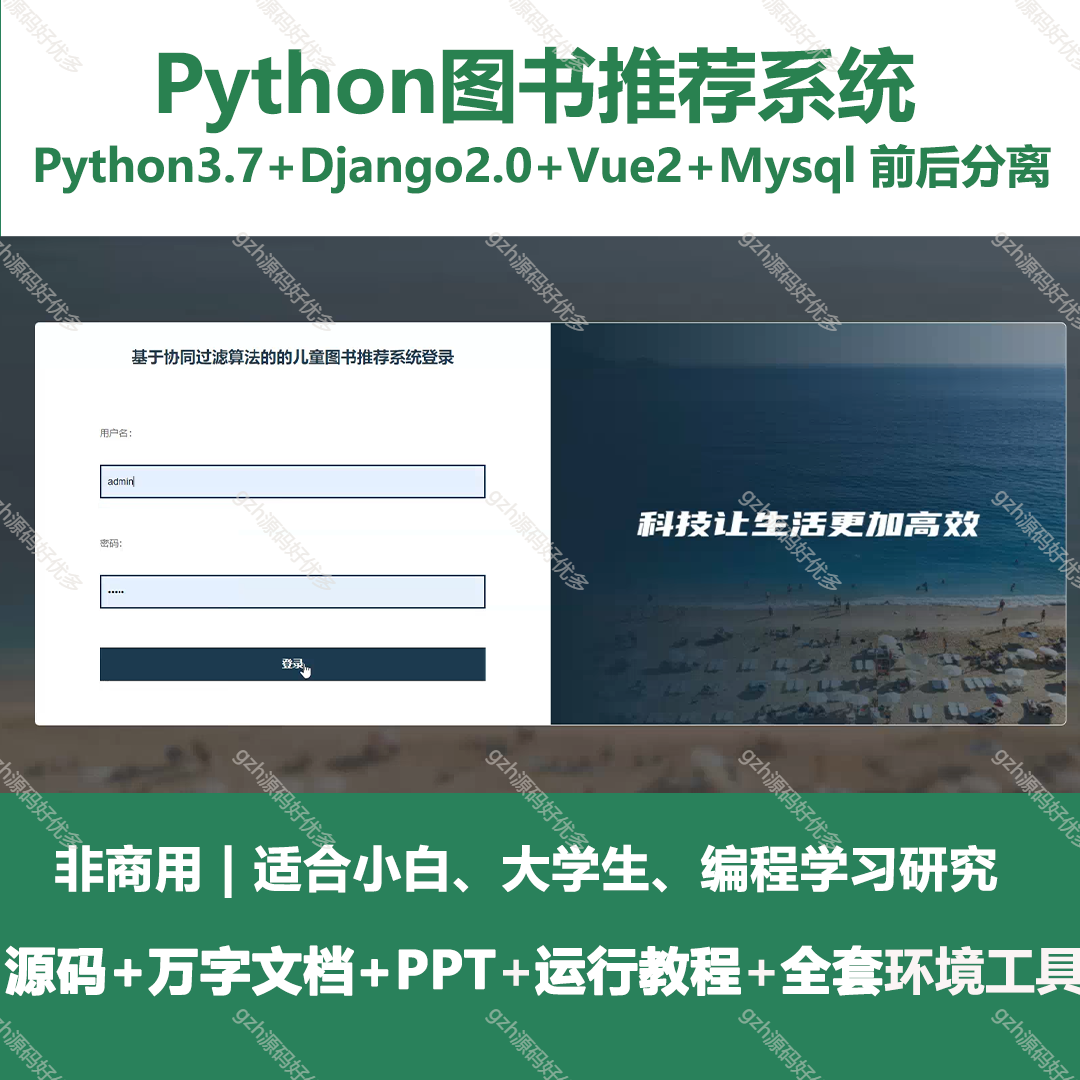 Python图书推荐系统
Python3.7+Django2.0+Vue2+Mysql 前后分离
基于协同过滤算法的的儿童图书推荐系统登录
用户名：
admin
密码：
•••••
登录
科技让生活更加高效
非商用 | 适合小白、大学生、编程学习研究
源码+万字文档+PPT+运行教程+全套环境工具
gzh源码好优多